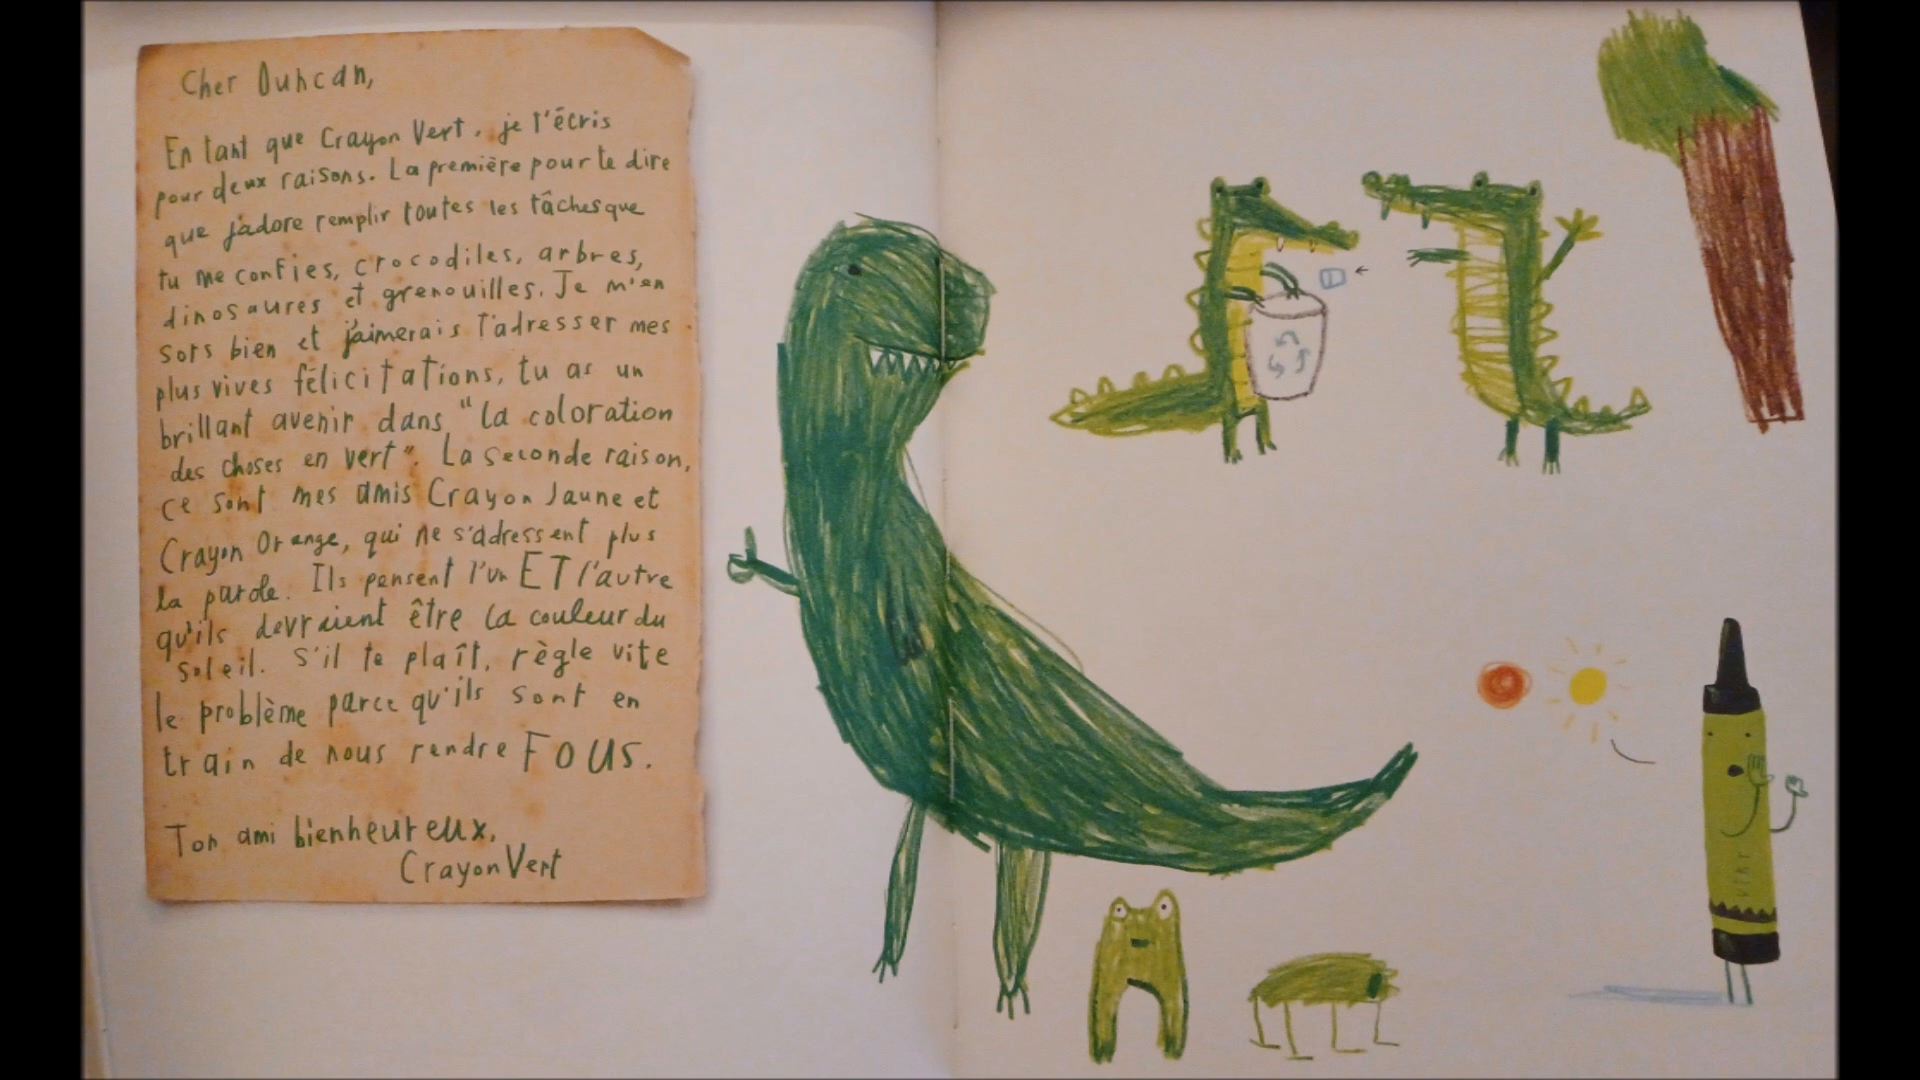 Cher Duncan,
En tant que Crayon Vert, je t'écris
pour deux raisons. La première pour te dire
que j'adore remplir toutes les tâches que
tu me confies, crocodiles, arbres,
dinosaures et grenouilles. Je m'en
sors bien et j'aimerais t'adresser mes
plus vives félicitations, tu as un
brillant avenir dans "la coloration
des choses en vert". La seconde raison,
ce sont mes amis Crayon Jaune et
Crayon Orange, qui ne s'adressent plus
la parole. Ils pensent l'un ET l'autre
qu'ils devraient être la couleur du
soleil. S'il te plaît, règle vite
le problème parce qu'ils sont en
train de nous rendre FOUS.
Ton ami bienheureux,
Crayon Vert
VERT